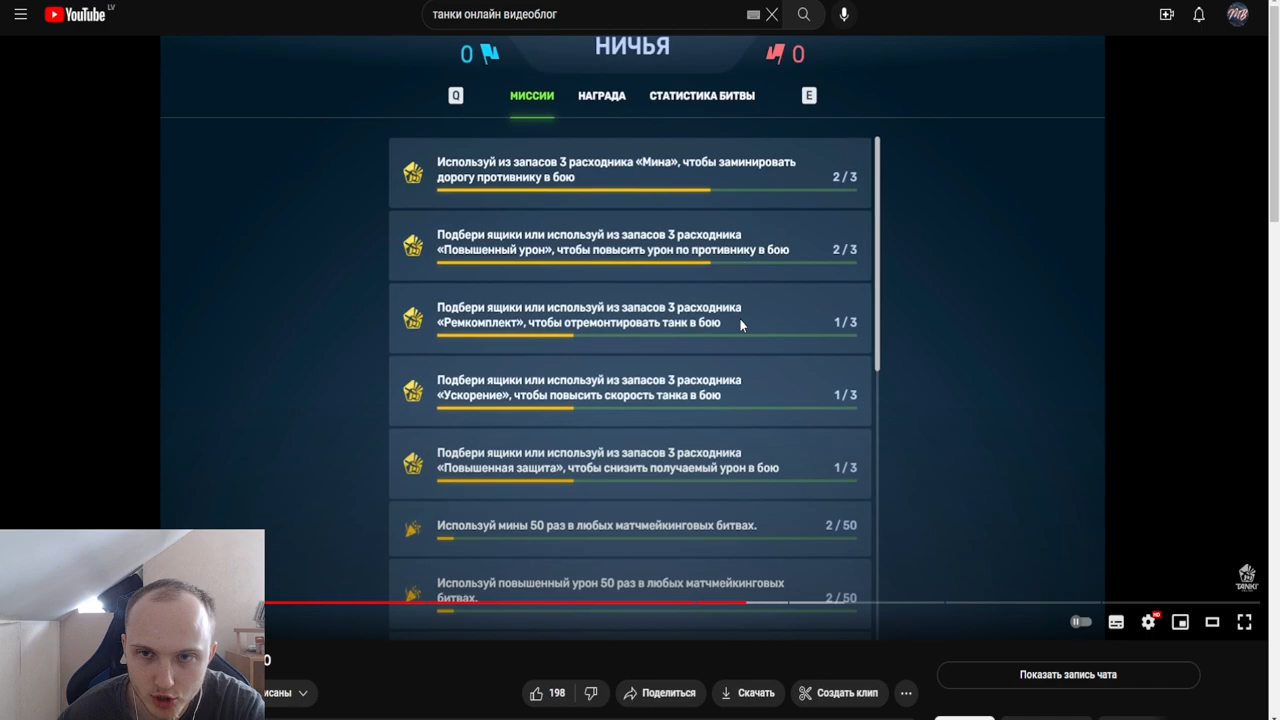 YouTube LV
танки онлайн видеоблог
НИЧЬЯ
0 0
Q МИССИИ НАГРАДА СТАТИСТИКА БИТВЫ E
Используй из запасов 3 расходника «Мина», чтобы заминировать
дорогу противнику в бою
2 / 3
Подбери ящики или используй из запасов 3 расходника
«Повышенный урон», чтобы повысить урон по противнику в бою
2 / 3
Подбери ящики или используй из запасов 3 расходника
«Ремкомплект», чтобы отремонтировать танк в бою
1 / 3
Подбери ящики или используй из запасов 3 расходника
«Ускорение», чтобы повысить скорость танка в бою
1 / 3
Подбери ящики или используй из запасов 3 расходника
«Повышенная защита», чтобы снизить получаемый урон в бою
1 / 3
Используй мины 50 раз в любых матчмейкинговых битвах.
2 / 50
Используй повышенный урон 50 раз в любых матчмейкинговых
битвах.
2 / 50
TANKI
HD
0
исаны
198
Поделиться
Скачать
Создать клип
Показать запись чата